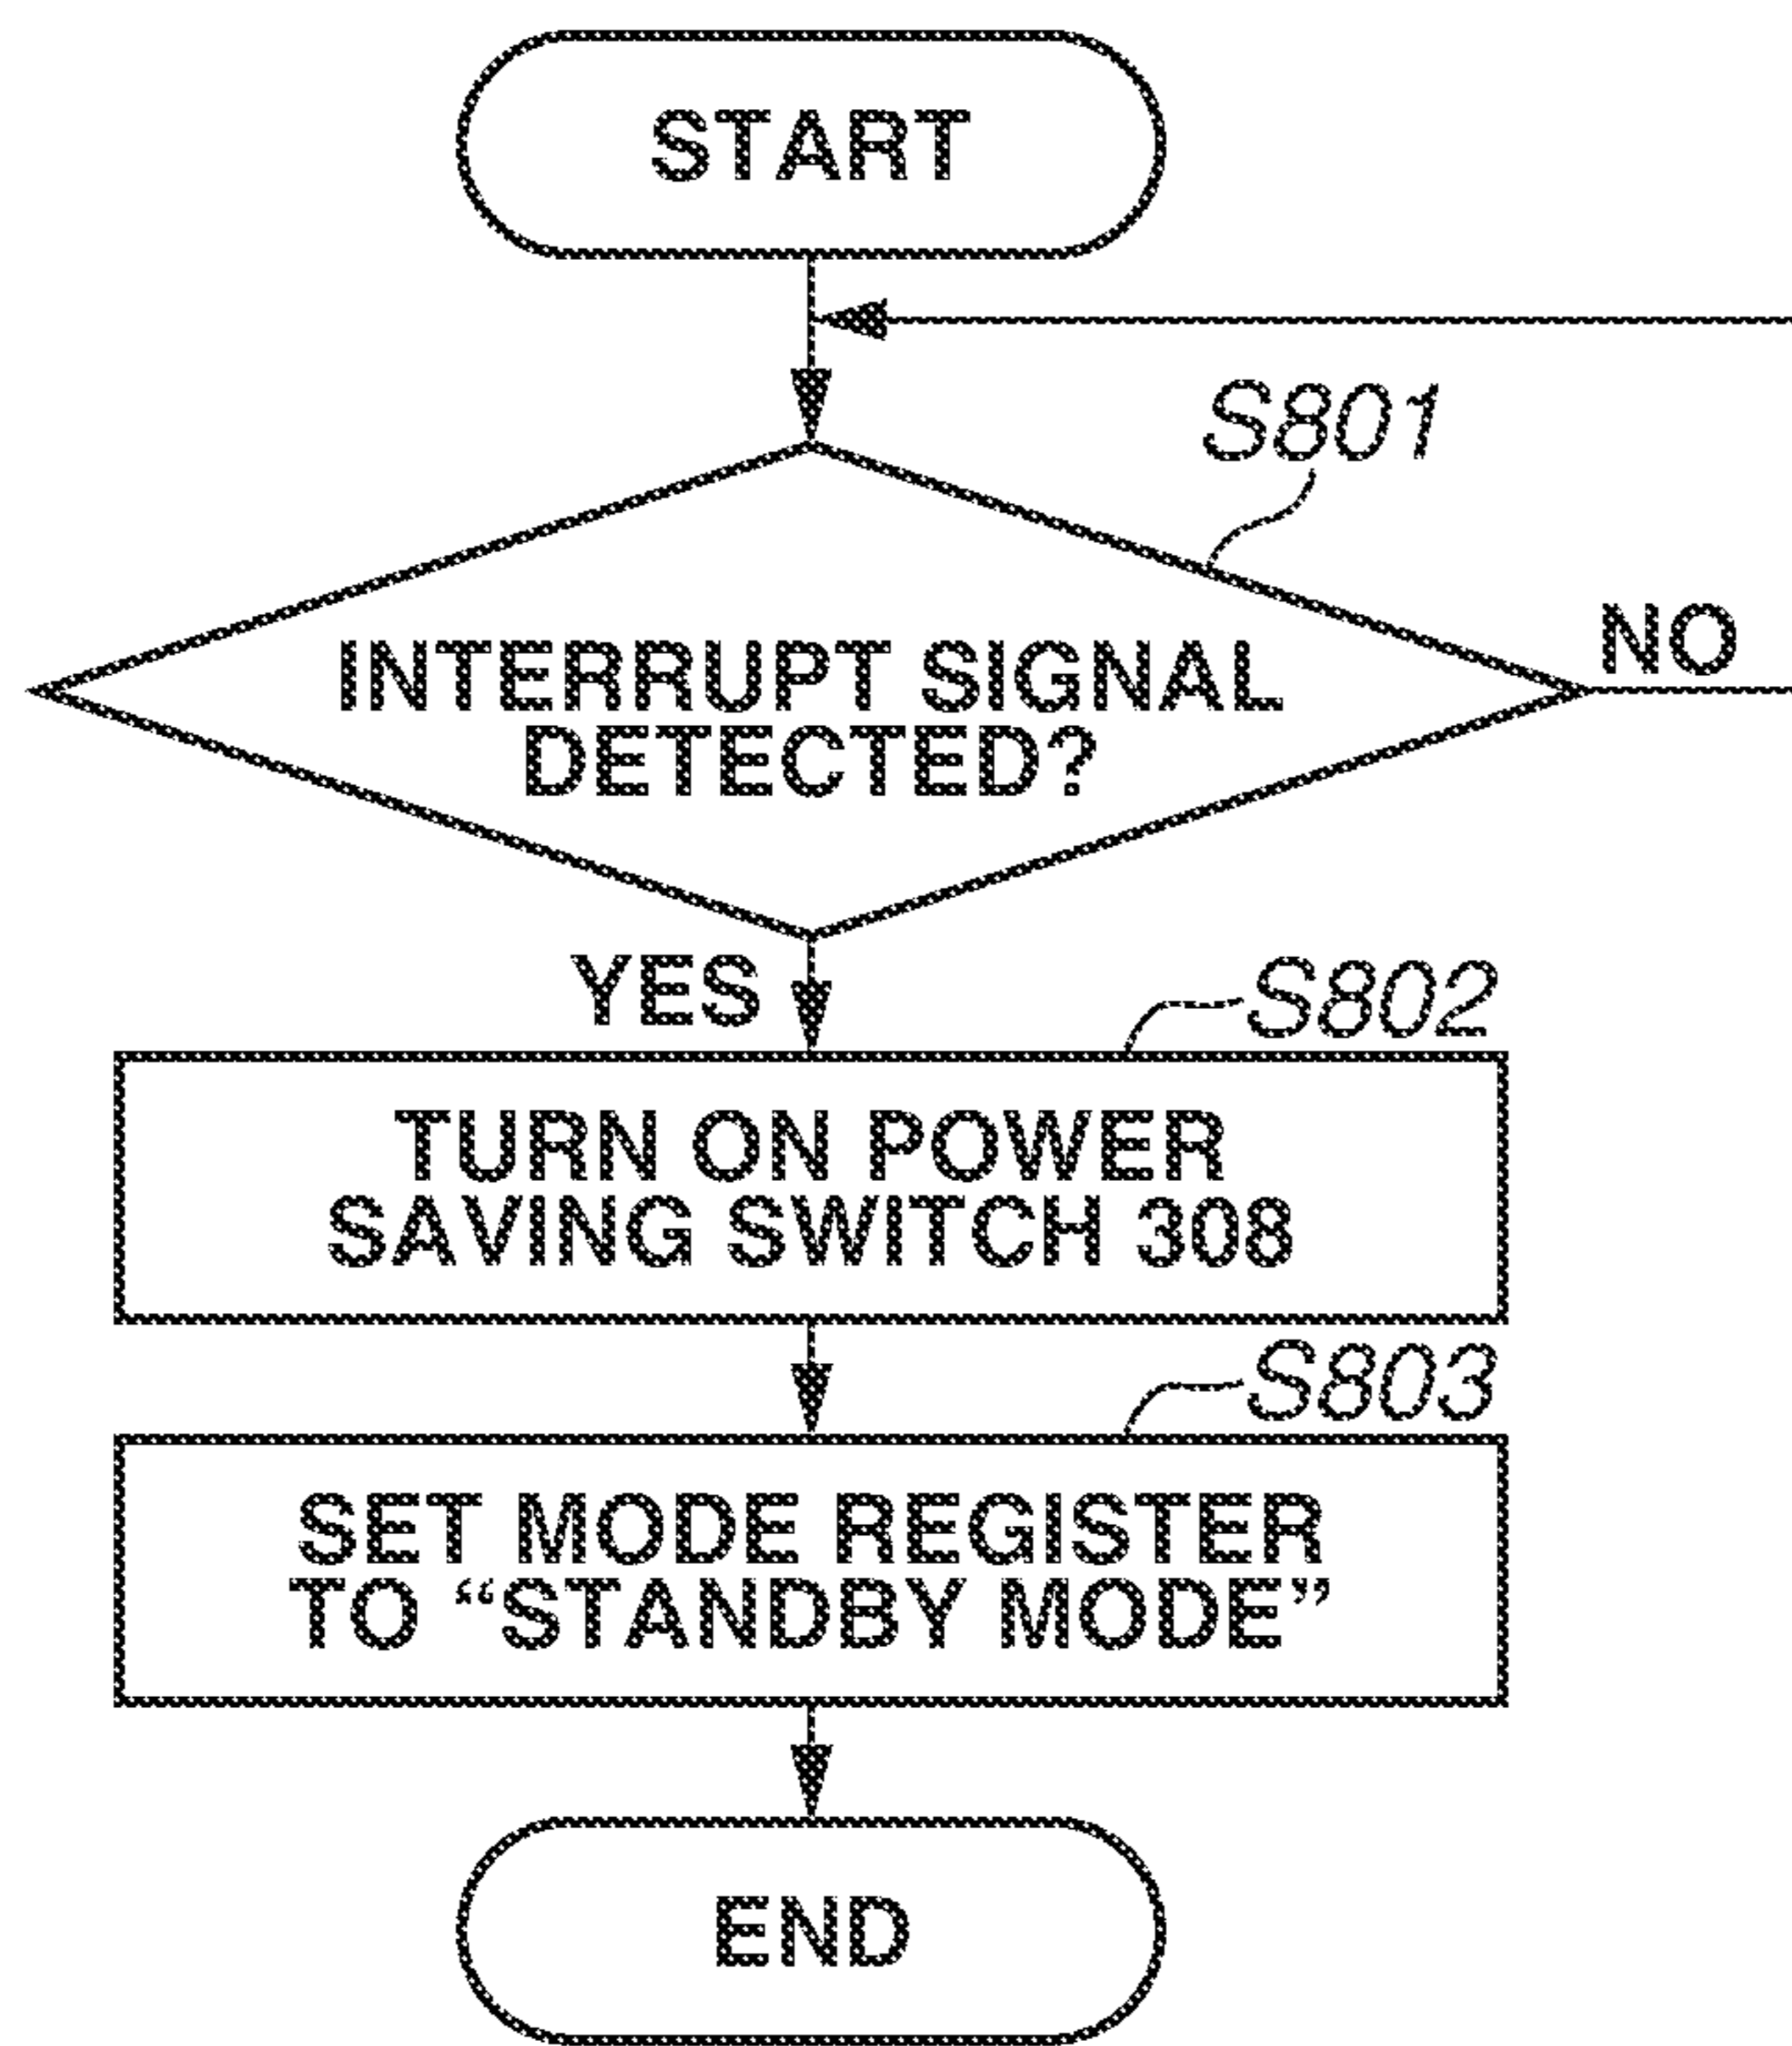 START
S801
INTERRUPT SIGNAL
DETECTED?
NO
YES
S802
TURN ON POWER
SAVING SWITCH 308
S803
SET MODE REGISTER
TO “STANDBY MODE”
END